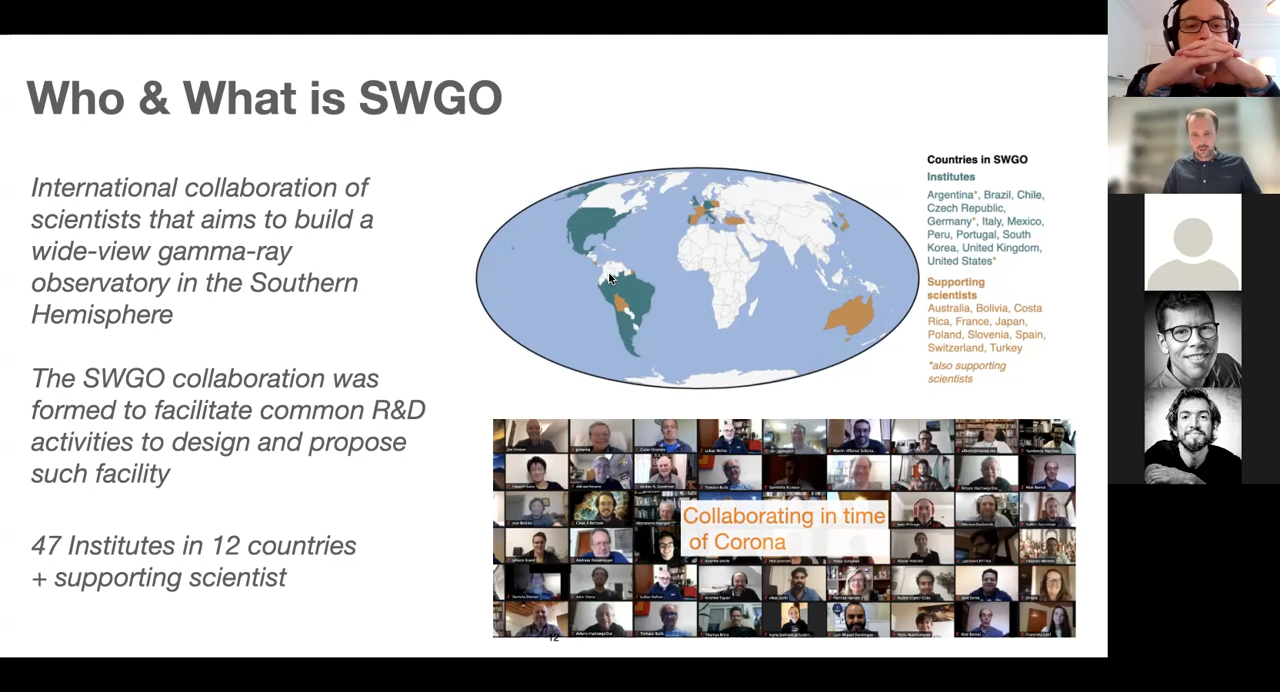 Who & What is SWGO
International collaboration of
scientists that aims to build a
wide-view gamma-ray
observatory in the Southern
Hemisphere
The SWGO collaboration was
formed to facilitate common R&D
activities to design and propose
such facility
47 Institutes in 12 countries
+ supporting scientist
Countries in SWGO
Institutes
Argentina*, Brazil, Chile,
Czech Republic,
Germany*, Italy, Mexico,
Peru, Portugal, South
Korea, United Kingdom,
United States*
Supporting
scientists
Australia, Bolivia, Costa
Rica, France, Japan,
Poland, Slovenia, Spain,
Switzerland, Turkey
*also supporting
scientists
Collaborating in time
of Corona
12